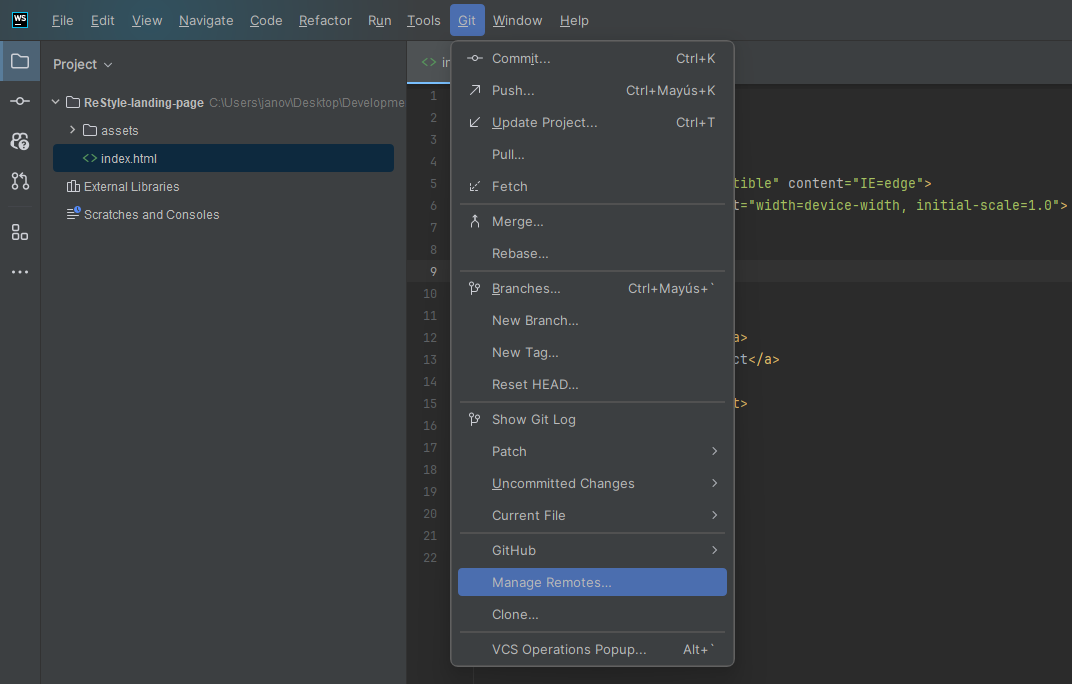 WS File Edit View Navigate Code Refactor Run Tools Git Window Help
Project
ReStyle-landing-page C:\Users\janov\Desktop\Developme
assets
index.html
External Libraries
Scratches and Consoles
<> in
Commit... Ctrl+K
Push... Ctrl+Mayús+K
Update Project... Ctrl+T
Pull...
Fetch
Merge...
Rebase...
Branches... Ctrl+Mayús+`
New Branch...
New Tag...
Reset HEAD...
Show Git Log
Patch
Uncommitted Changes
Current File
GitHub
Manage Remotes...
Clone...
VCS Operations Popup... Alt+`
1
2
3
4
5 tible" content="IE=edge">
6 t="width=device-width, initial-scale=1.0">
7
8
9
10
11
12 a>
13 ct</a>
14
15 t>
16
17
18
19
20
21
22